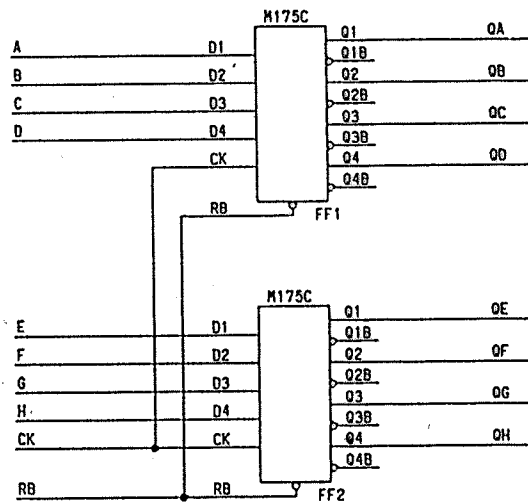 M175C
A D1 Q1 QA
Q1B
B D2 Q2 QB
Q2B
C D3 Q3 QC
Q3B
D D4 Q4 QD
CK Q4B
RB FF1
M175C
E D1 Q1 QE
Q1B
F D2 Q2 QF
Q2B
G D3 Q3 QG
Q3B
H D4 Q4 QH
CK CK Q4B
RB RB FF2